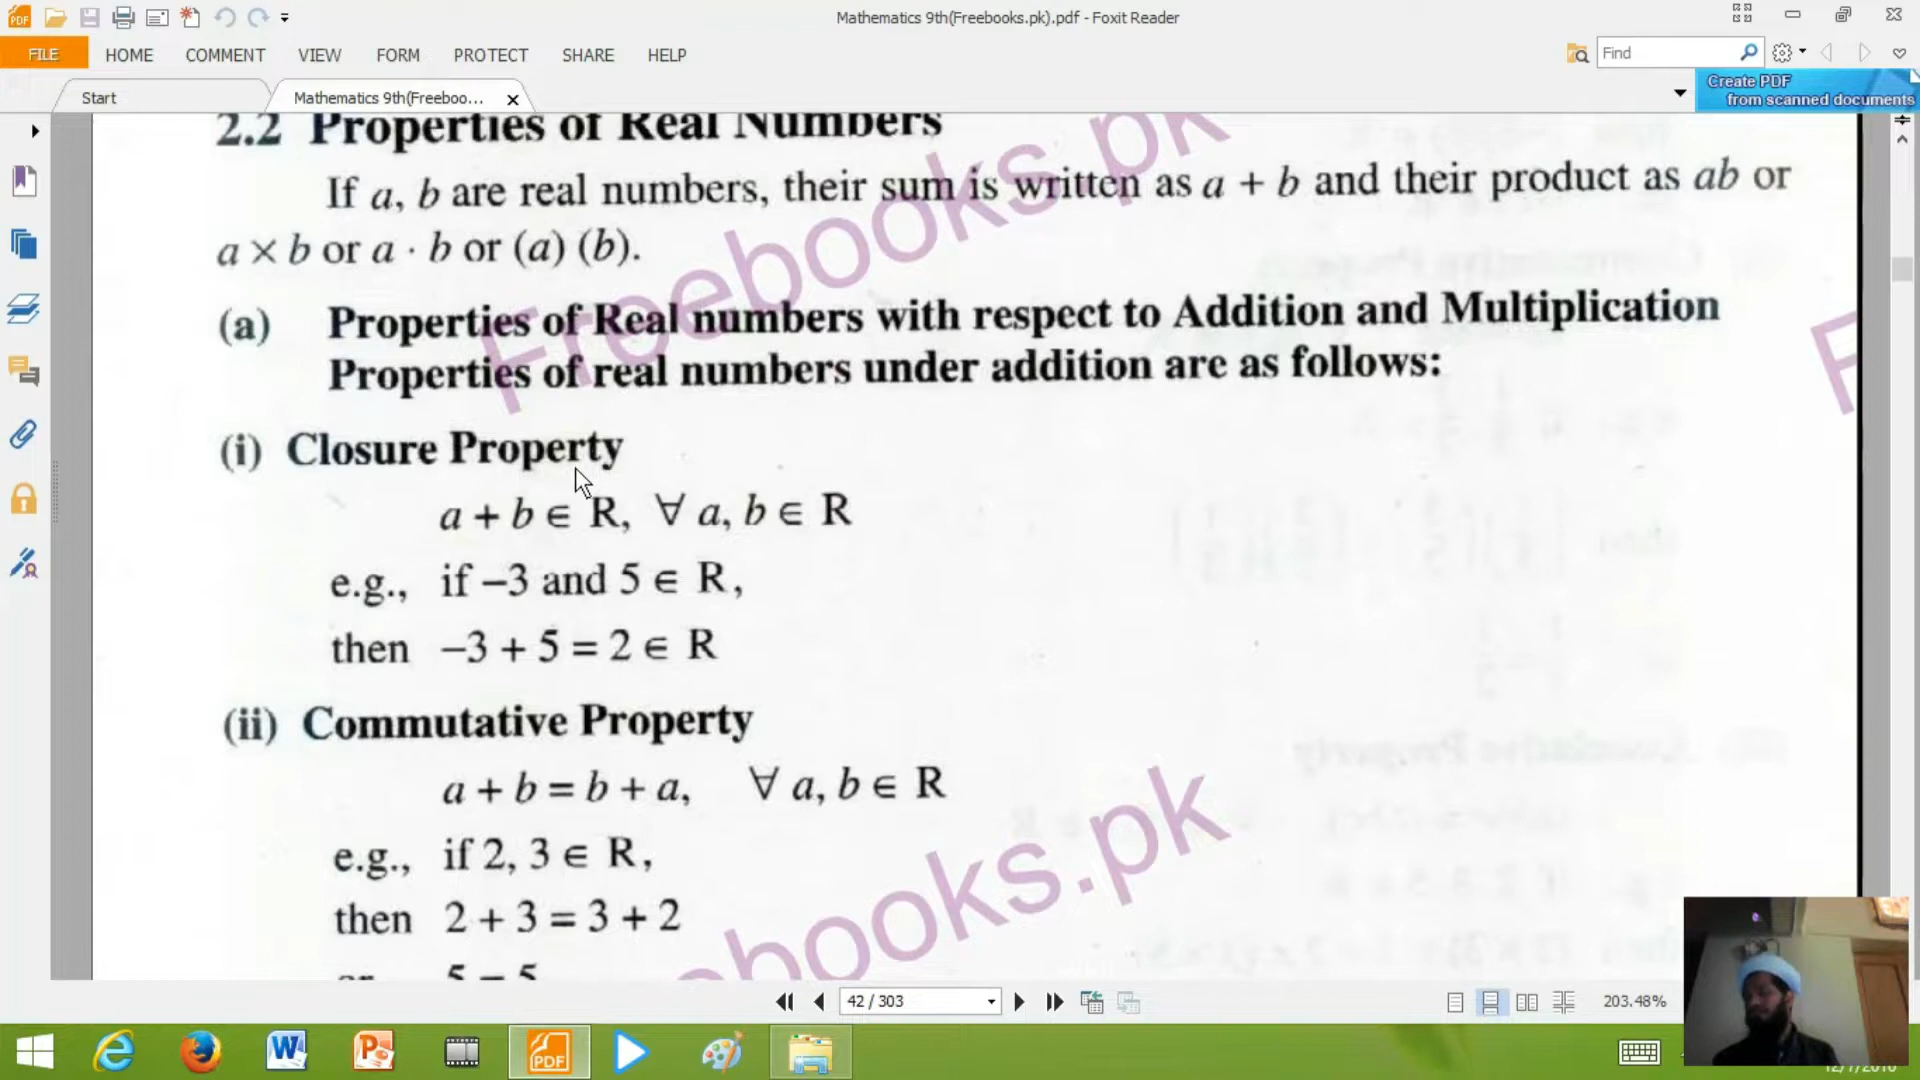 Mathematics 9th(Freebooks.pk).pdf - Foxit Reader
FILE HOME COMMENT VIEW FORM PROTECT SHARE HELP
Find
Start
Mathematics 9th(Freeboo...
Create PDF
from scanned documents
2.2 Properties of Real Numbers
If a, b are real numbers, their sum is written as a + b and their product as ab or
a × b or a · b or (a) (b).
(a) Properties of Real numbers with respect to Addition and Multiplication
Properties of real numbers under addition are as follows:
(i) Closure Property
a + b ∈ R, ∀ a, b ∈ R
e.g., if –3 and 5 ∈ R,
then –3 + 5 = 2 ∈ R
(ii) Commutative Property
a + b = b + a, ∀ a, b ∈ R
e.g., if 2, 3 ∈ R,
then 2 + 3 = 3 + 2
or 5 = 5
Freebooks.pk
ebooks.pk
F
42 / 303
203.48%